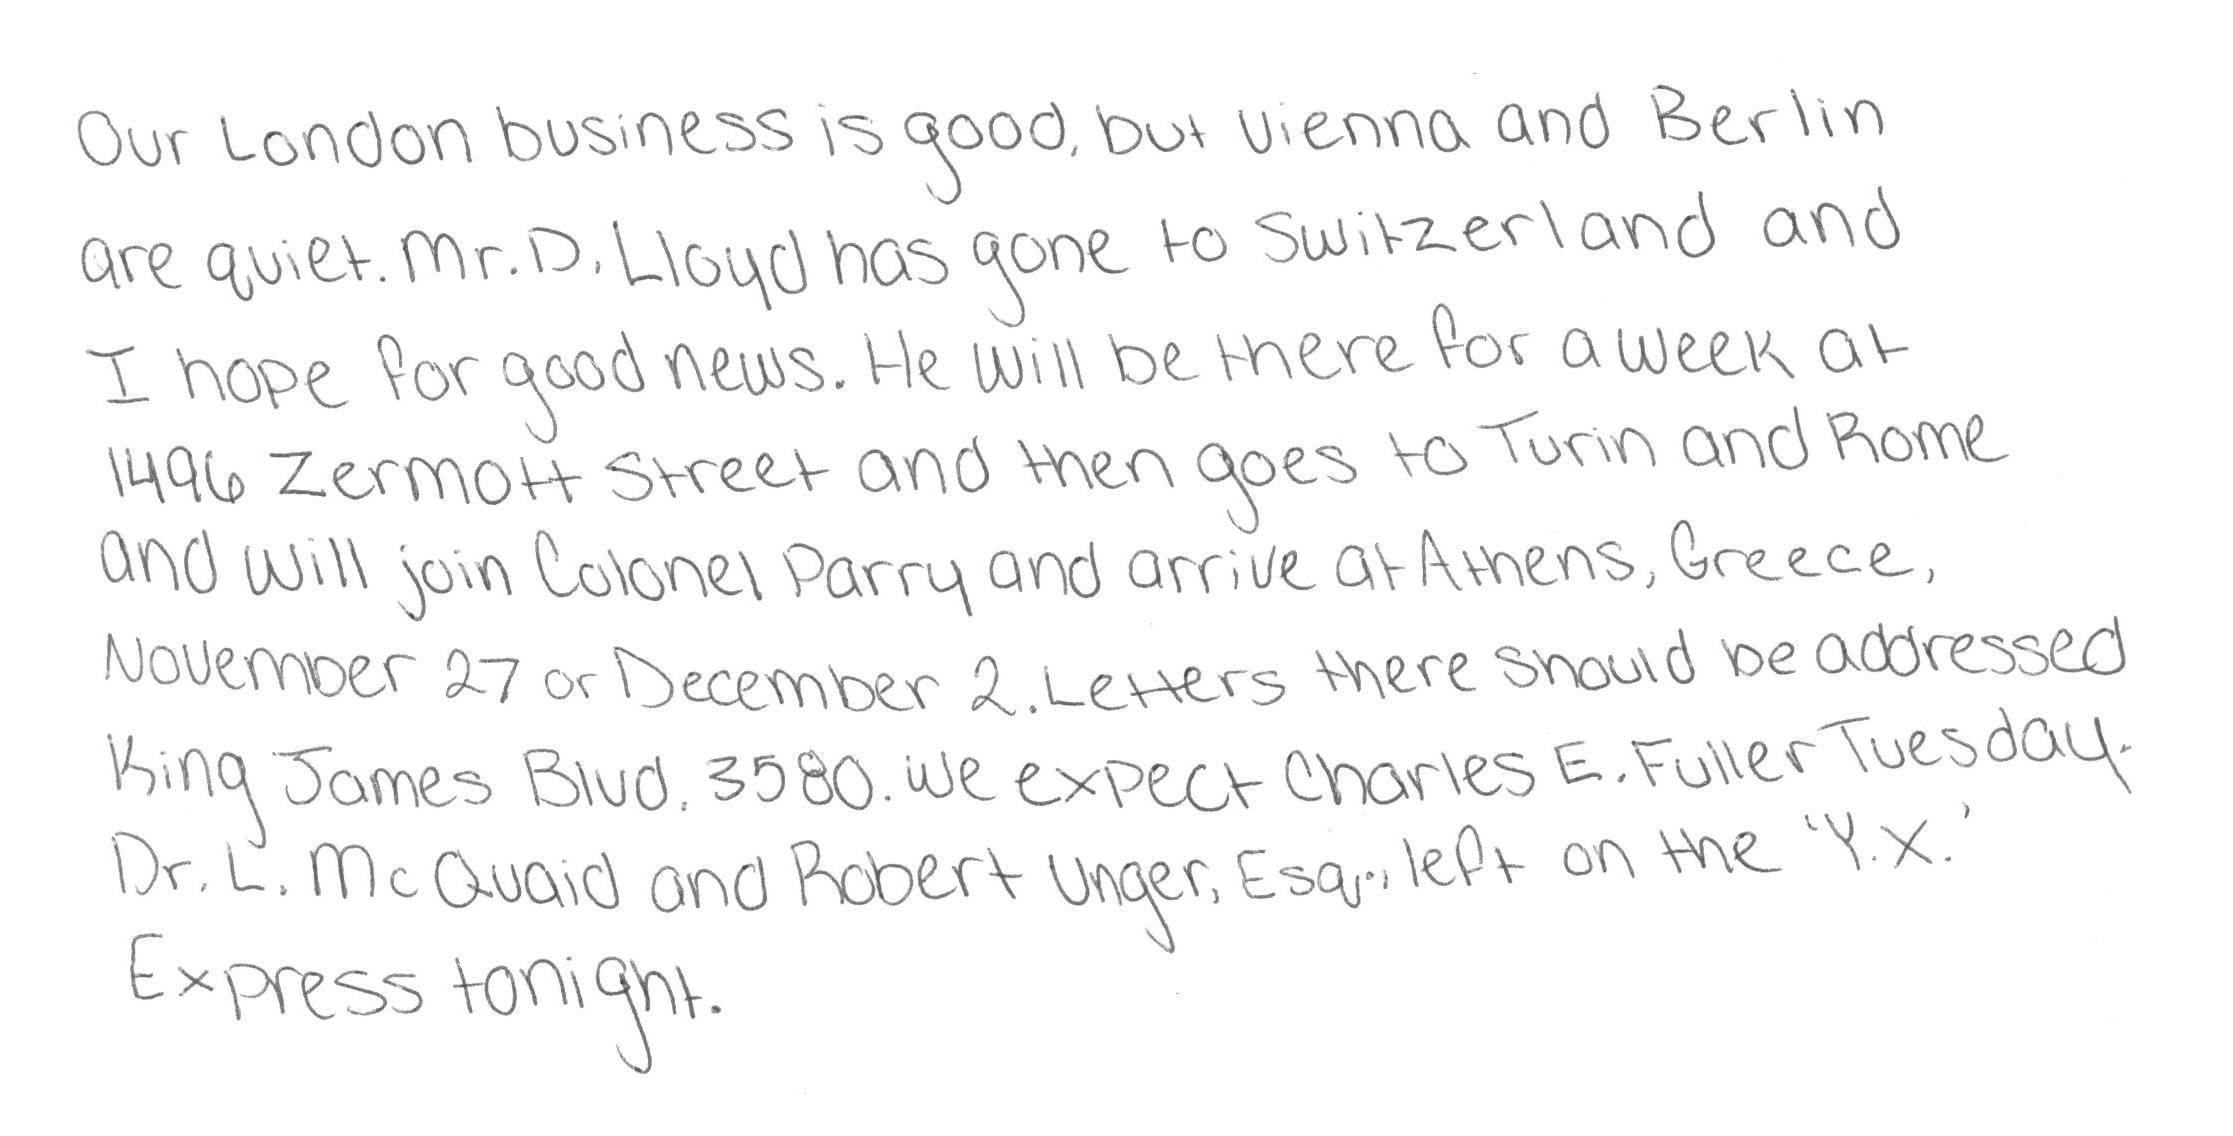 Our London business is good, but Vienna and Berlin
are quiet. Mr. D. Lloyd has gone to Switzerland and
I hope for good news. He will be there for a week at
1496 Zermott Street and then goes to Turin and Rome
and will join Colonel Parry and arrive at Athens, Greece,
November 27 or December 2. Letters there should be addressed
King James Blvd. 3580. We expect Charles E. Fuller Tuesday.
Dr. L. McQuaid and Robert Unger, Esq., left on the 'Y.X.'
Express tonight.